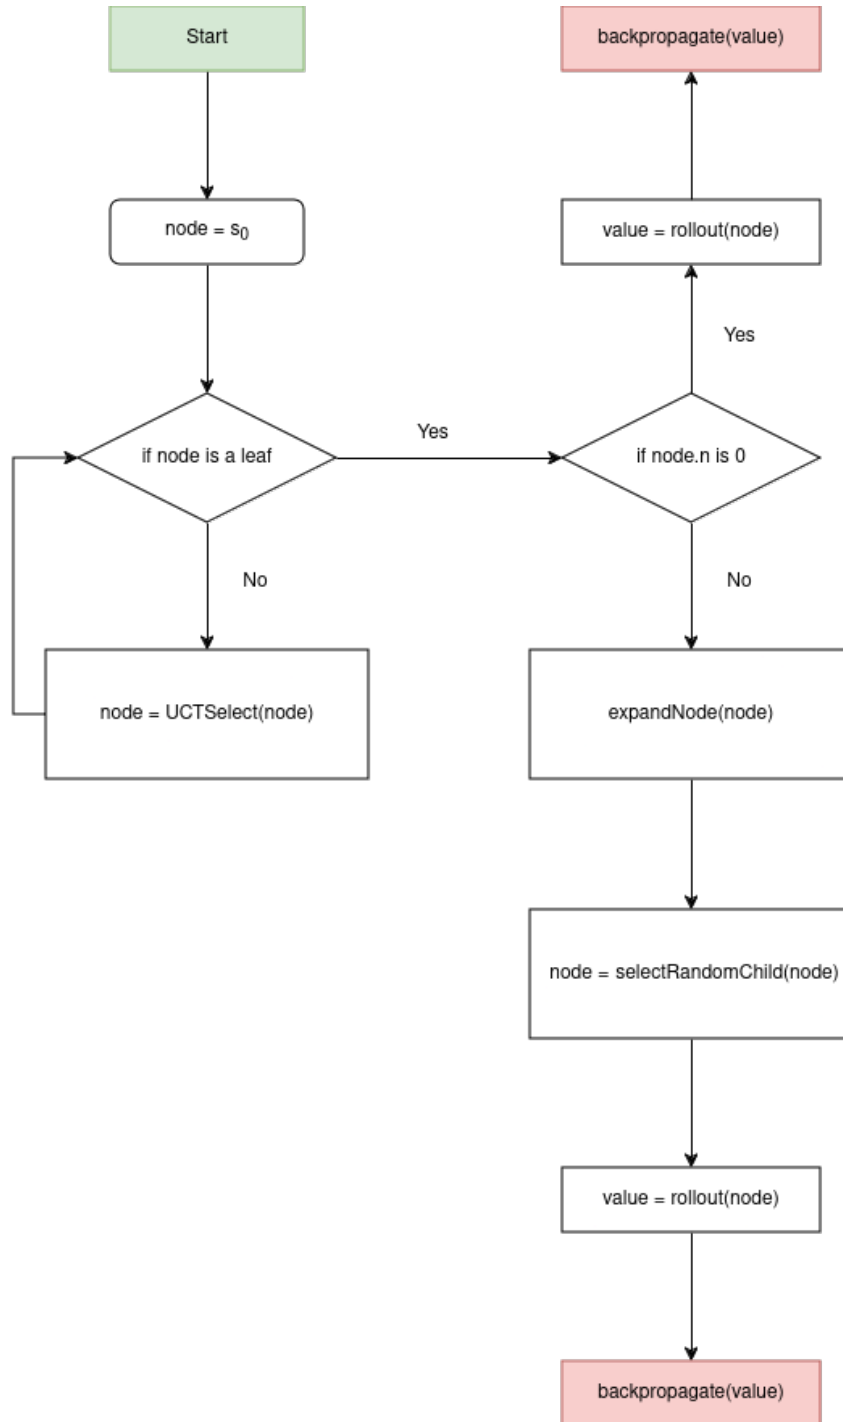 Start
backpropagate(value)
node = s₀
value = rollout(node)
Yes
if node is a leaf
Yes
if node.n is 0
No
No
node = UCTSelect(node)
expandNode(node)
node = selectRandomChild(node)
value = rollout(node)
backpropagate(value)